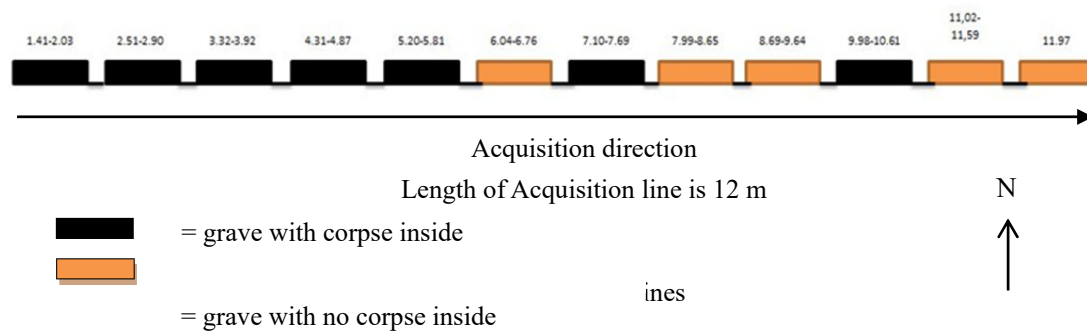 11,02-
11,59
1.41-2.03 2.51-2.90 3.32-3.92 4.31-4.87 5.20-5.81 6.04-6.76 7.10-7.69 7.99-8.65 8.69-9.64 9.98-10.61 11.97
Acquisition direction
Length of Acquisition line is 12 m N
= grave with corpse inside
ines
= grave with no corpse inside